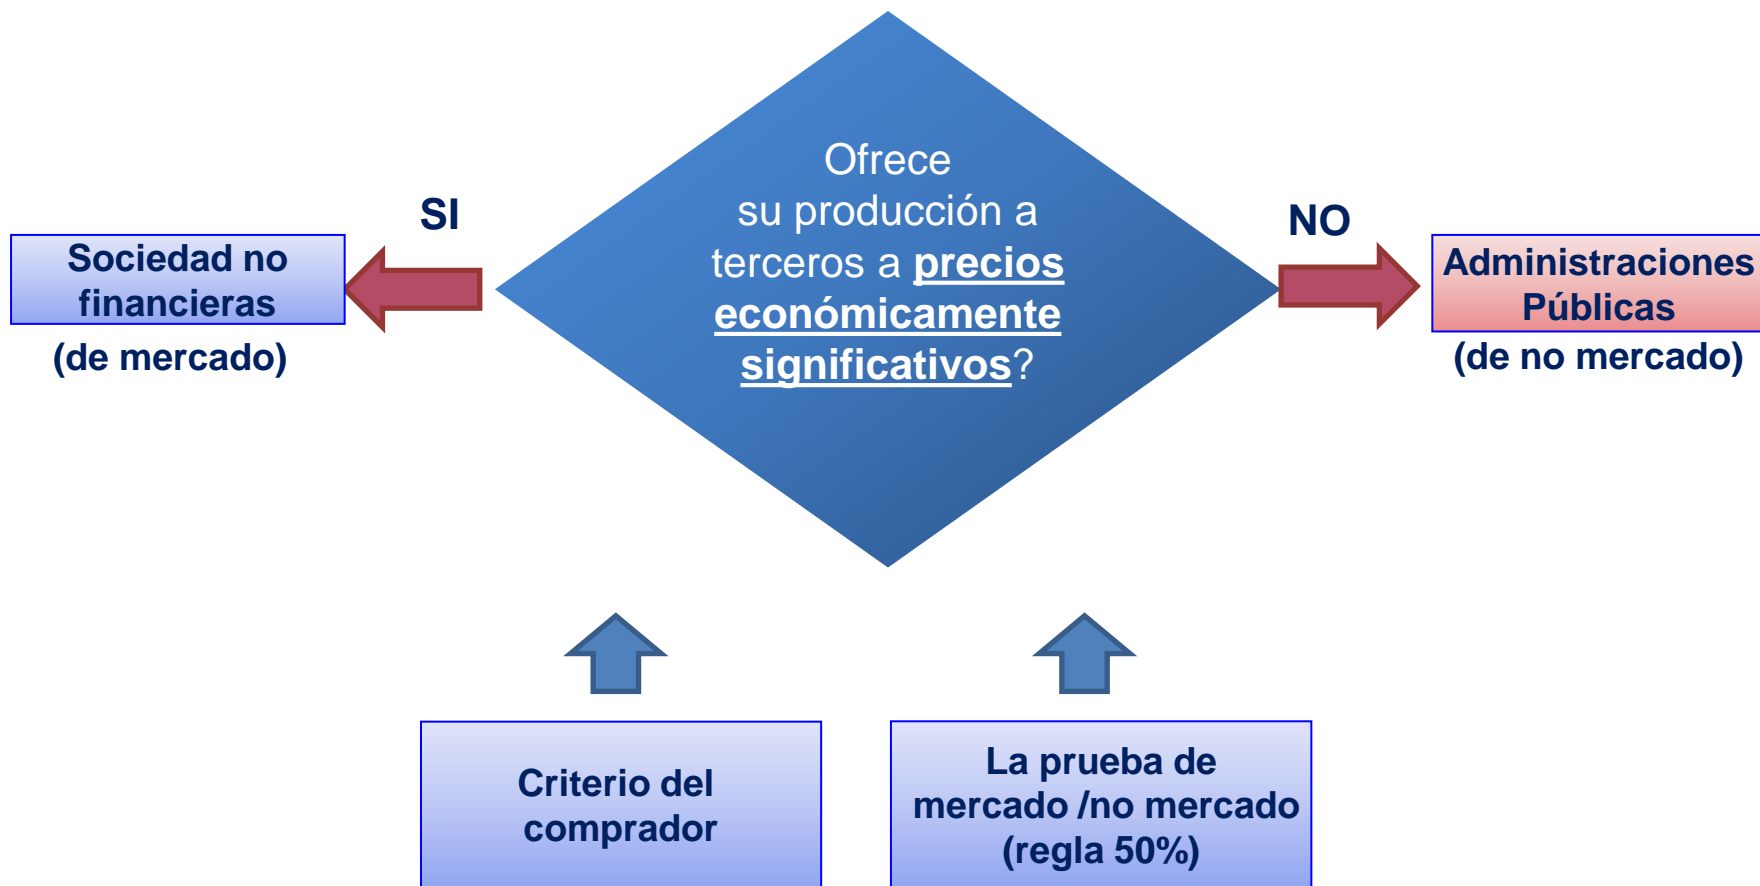 Ofrece
su producción a
terceros a precios
económicamente
significativos?
SI
Sociedad no
financieras
(de mercado)
NO
Administraciones
Públicas
(de no mercado)
Criterio del
comprador
La prueba de
mercado /no mercado
(regla 50%)